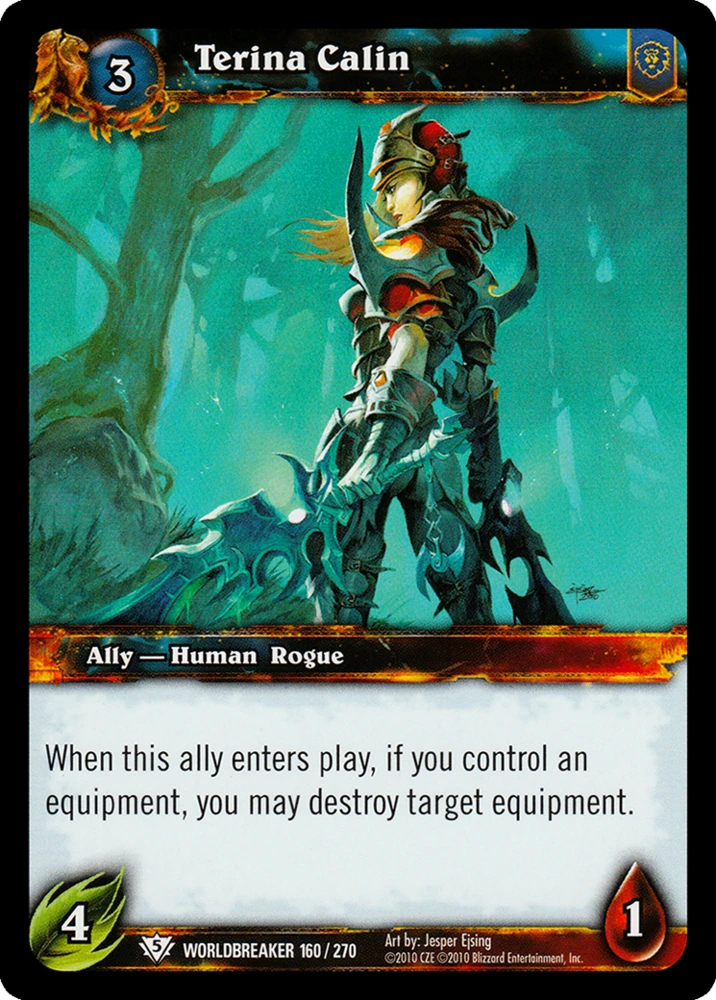 3
Terina Calin
Ally — Human Rogue
When this ally enters play, if you control an
equipment, you may destroy target equipment.
4
5
WORLDBREAKER 160 / 270
Art by: Jesper Ejsing
©2010 CZE ©2010 Blizzard Entertainment, Inc.
1